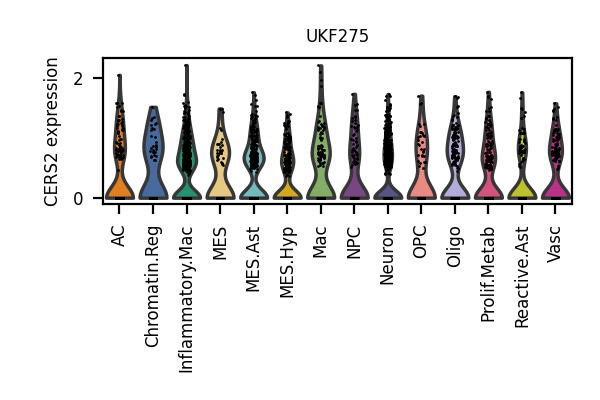 UKF275
CERS2 expression
2
0
AC
Chromatin.Reg
Inflammatory.Mac
MES
MES.Ast
MES.Hyp
Mac
NPC
Neuron
OPC
Oligo
Prolif.Metab
Reactive.Ast
Vasc